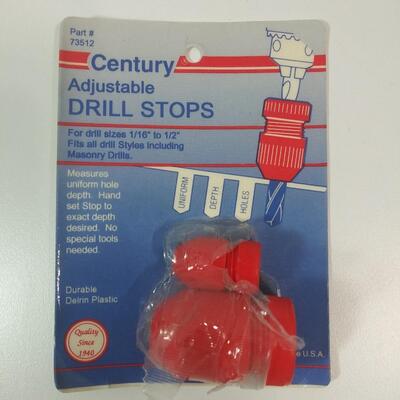 Part #
73512
Century
Adjustable
DRILL STOPS
For drill sizes 1/16" to 1/2"
Fits all drill Styles including
Masonry Drills.
Measures
uniform hole
depth. Hand
set Stop to
exact depth
desired. No
special tools
needed.
UNIFORM
DEPTH
HOLES
Durable
Delrin Plastic
Quality
Since
1940
U.S.A.